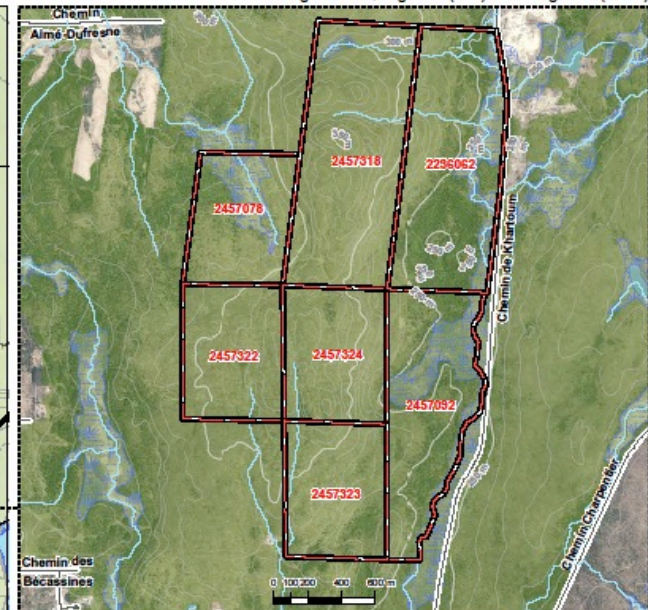 Chemin
Aimé-Dufresne
2457318
2236062
2457078
Chemin de Khartoum
2457322
2457324
2457092
2457323
Chemin Charpentier
Chemin des
Bécassines
0 100 200 400 600 m